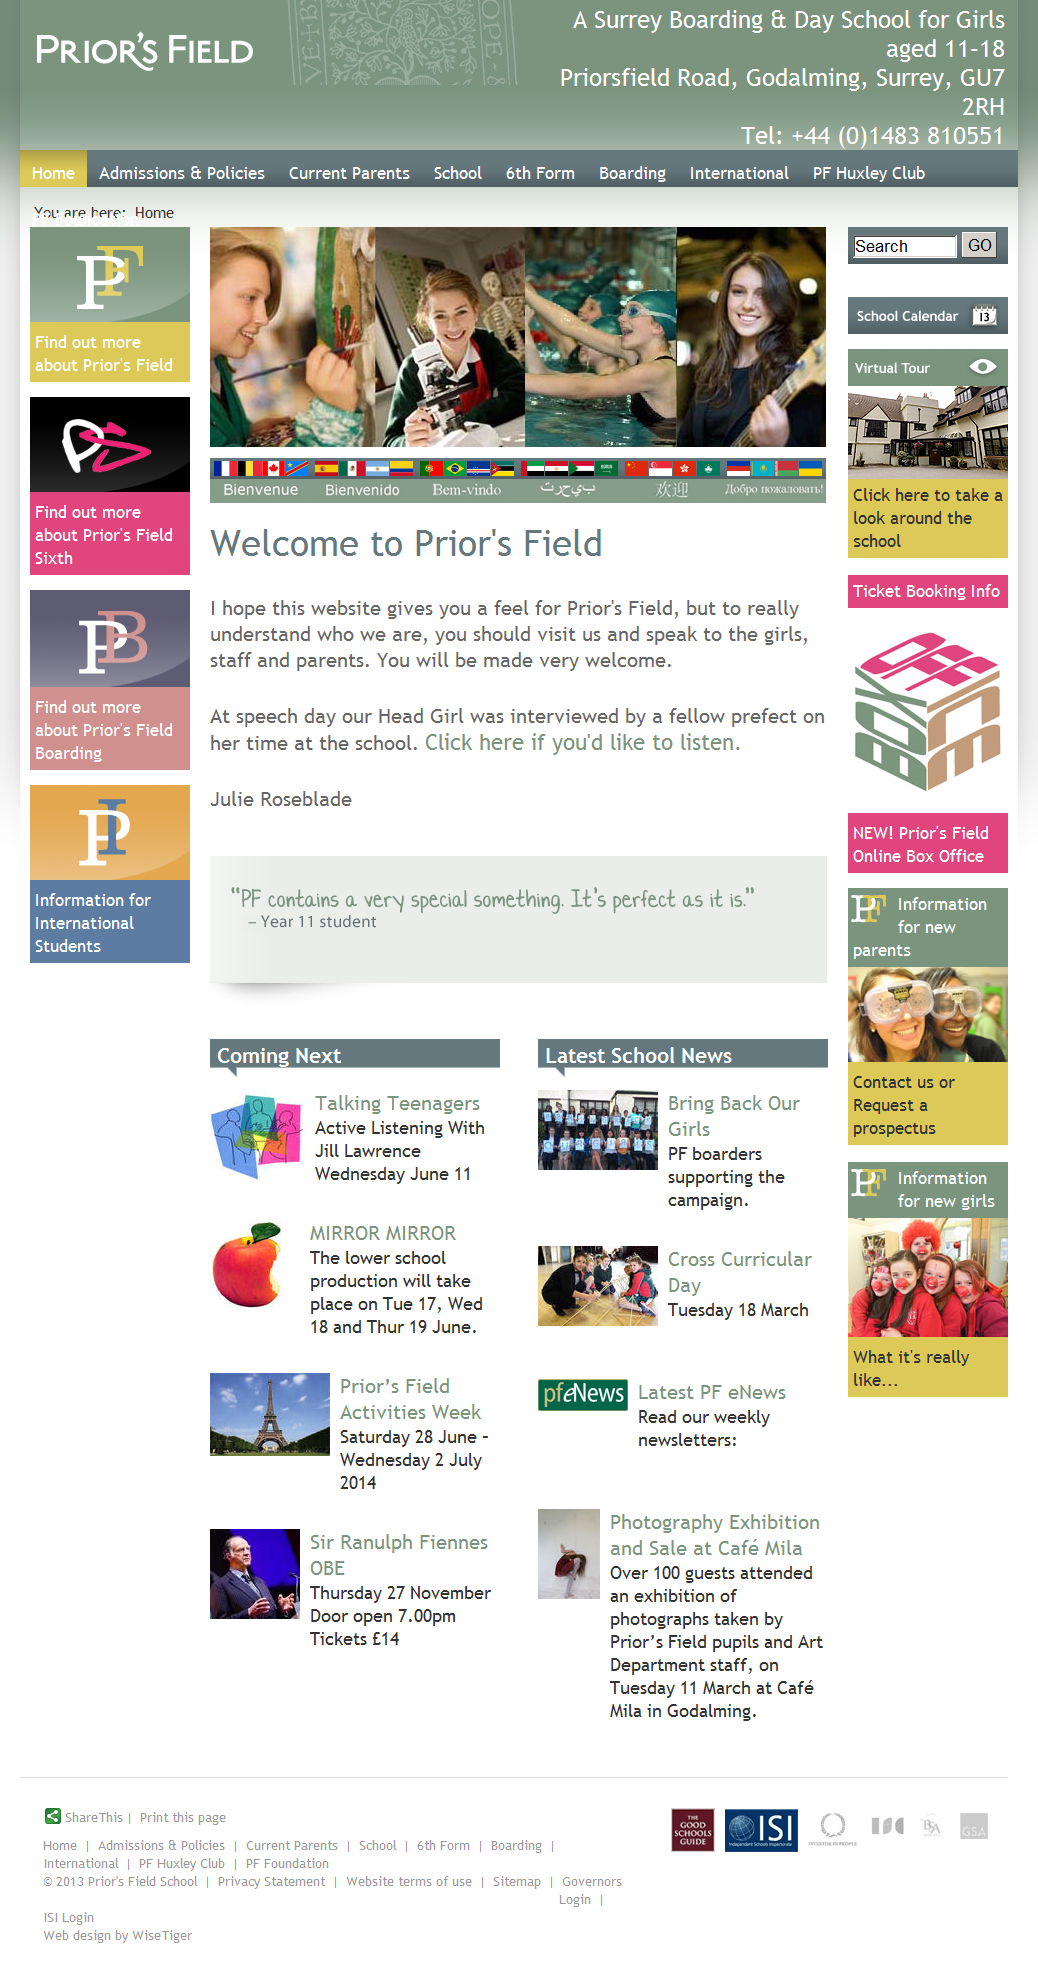 PRIOR'S FIELD
A Surrey Boarding & Day School for Girls
aged 11-18
Priorsfield Road, Godalming, Surrey, GU7
2RH
Tel: +44 (0)1483 810551
Home Admissions & Policies Current Parents School 6th Form Boarding International PF Huxley Club
You are here: Home
PF
Find out more
about Prior's Field
PS
Find out more
about Prior's Field
Sixth
PB
Find out more
about Prior's Field
Boarding
PI
Information for
International
Students
Bienvenue Bienvenido Bem-vindo 欢迎 Добро пожаловать!
Welcome to Prior's Field
I hope this website gives you a feel for Prior's Field, but to really
understand who we are, you should visit us and speak to the girls,
staff and parents. You will be made very welcome.
At speech day our Head Girl was interviewed by a fellow prefect on
her time at the school. Click here if you'd like to listen.
Julie Roseblade
“PF contains a very special something. It's perfect as it is.”
– Year 11 student
Coming Next
Talking Teenagers
Active Listening With
Jill Lawrence
Wednesday June 11
MIRROR MIRROR
The lower school
production will take
place on Tue 17, Wed
18 and Thur 19 June.
Prior’s Field
Activities Week
Saturday 28 June –
Wednesday 2 July
2014
Sir Ranulph Fiennes
OBE
Thursday 27 November
Door open 7.00pm
Tickets £14
Latest School News
Bring Back Our
Girls
PF boarders
supporting the
campaign.
Cross Curricular
Day
Tuesday 18 March
pfeNews
Latest PF eNews
Read our weekly
newsletters:
Photography Exhibition
and Sale at Café Mila
Over 100 guests attended
an exhibition of
photographs taken by
Prior’s Field pupils and Art
Department staff, on
Tuesday 11 March at Café
Mila in Godalming.
Search GO
School Calendar 13
Virtual Tour
Click here to take a
look around the
school
Ticket Booking Info
NEW! Prior's Field
Online Box Office
PF Information
for new
parents
Contact us or
Request a
prospectus
PF Information
for new girls
What it's really
like...
ShareThis | Print this page
Home | Admissions & Policies | Current Parents | School | 6th Form | Boarding |
International | PF Huxley Club | PF Foundation
© 2013 Prior's Field School | Privacy Statement | Website terms of use | Sitemap | Governors
Login |
ISI Login
Web design by WiseTiger
THE
GOOD
SCHOOLS
GUIDE
ISI
Independent Schools Inspectorate
INVESTOR IN PEOPLE
ISC
BSA
GSA